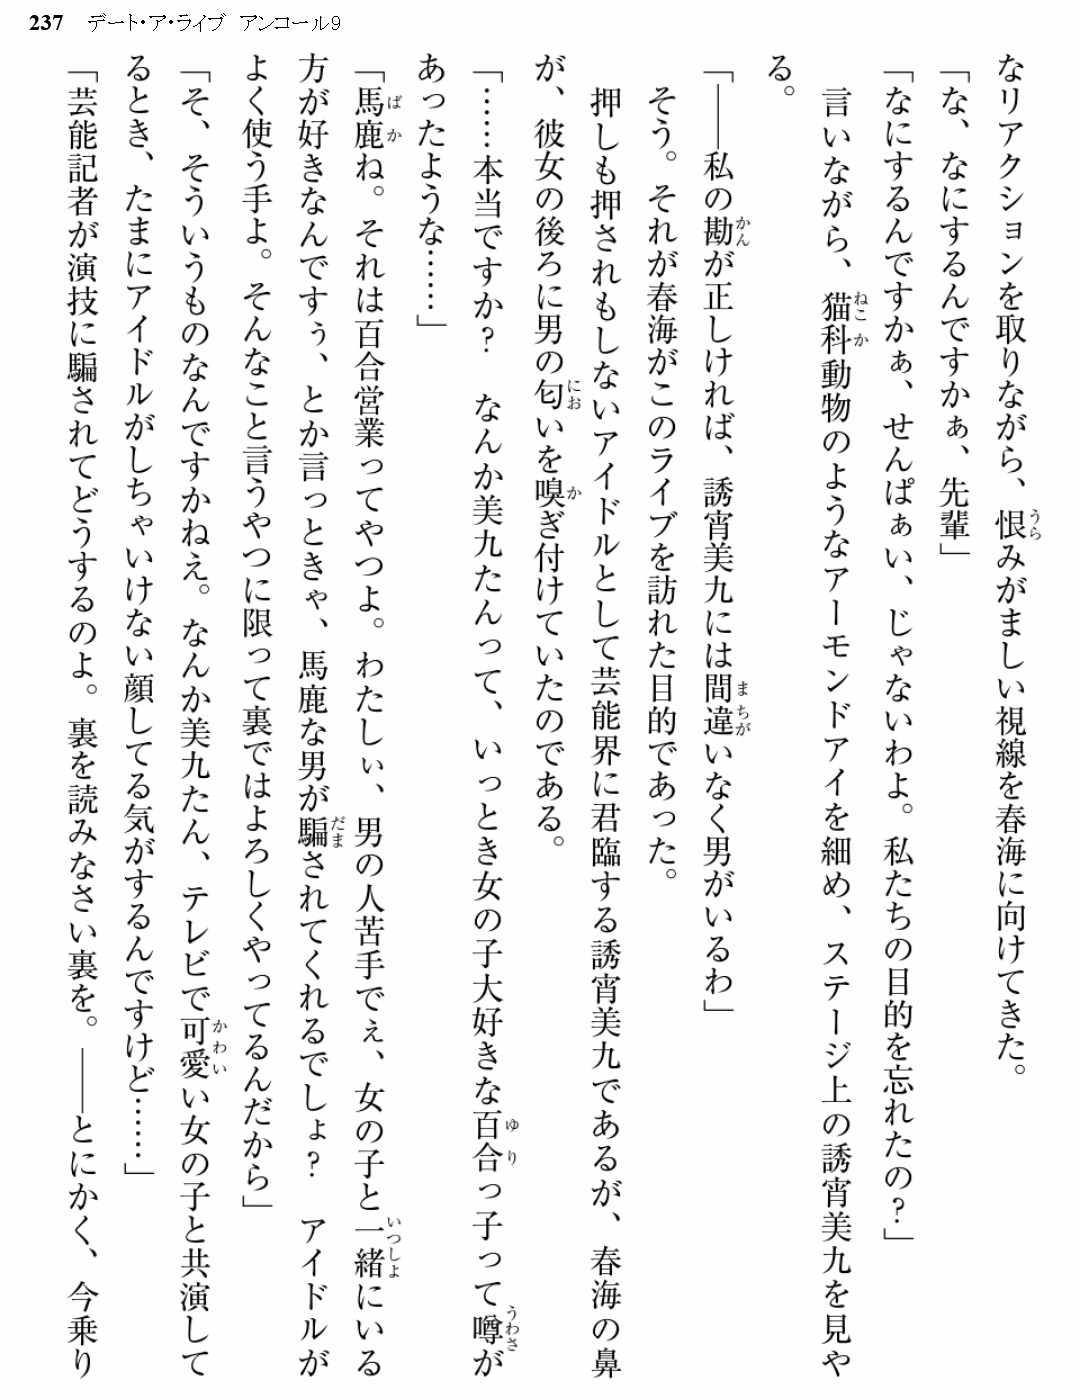 237 デート・ア・ライブ アンコール9
なリアクションを取りながら、恨みがましい視線を春海に向けてきた。
「な、なにするんですかぁ、先輩」
「なにするんですかぁ、せんぱぁい、じゃないわよ。私たちの目的を忘れたの?」
言いながら、猫科動物のようなアーモンドアイを細め、ステージ上の誘宵美九を見や
る。
「――私の勘が正しければ、誘宵美九には間違いなく男がいるわ」
そう。それが春海がこのライブを訪れた目的であった。
押しも押されもしないアイドルとして芸能界に君臨する誘宵美九であるが、春海の鼻
が、彼女の後ろに男の匂いを嗅ぎ付けていたのである。
「……本当ですか? なんか美九たんって、いっとき女の子大好きな百合っ子って噂が
あったような……」
「馬鹿ね。それは百合営業ってやつよ。わたしぃ、男の人苦手でぇ、女の子と一緒にいる
方が好きなんですぅ、とか言っときゃ、馬鹿な男が騙されてくれるでしょ? アイドルが
よく使う手よ。そんなこと言うやつに限って裏ではよろしくやってるんだから」
「そ、そういうものなんですかねえ。なんか美九たん、テレビで可愛い女の子と共演して
るとき、たまにアイドルがしちゃいけない顔してる気がするんですけど……」
「芸能記者が演技に騙されてどうするのよ。裏を読みなさい裏を。――とにかく、今乗り